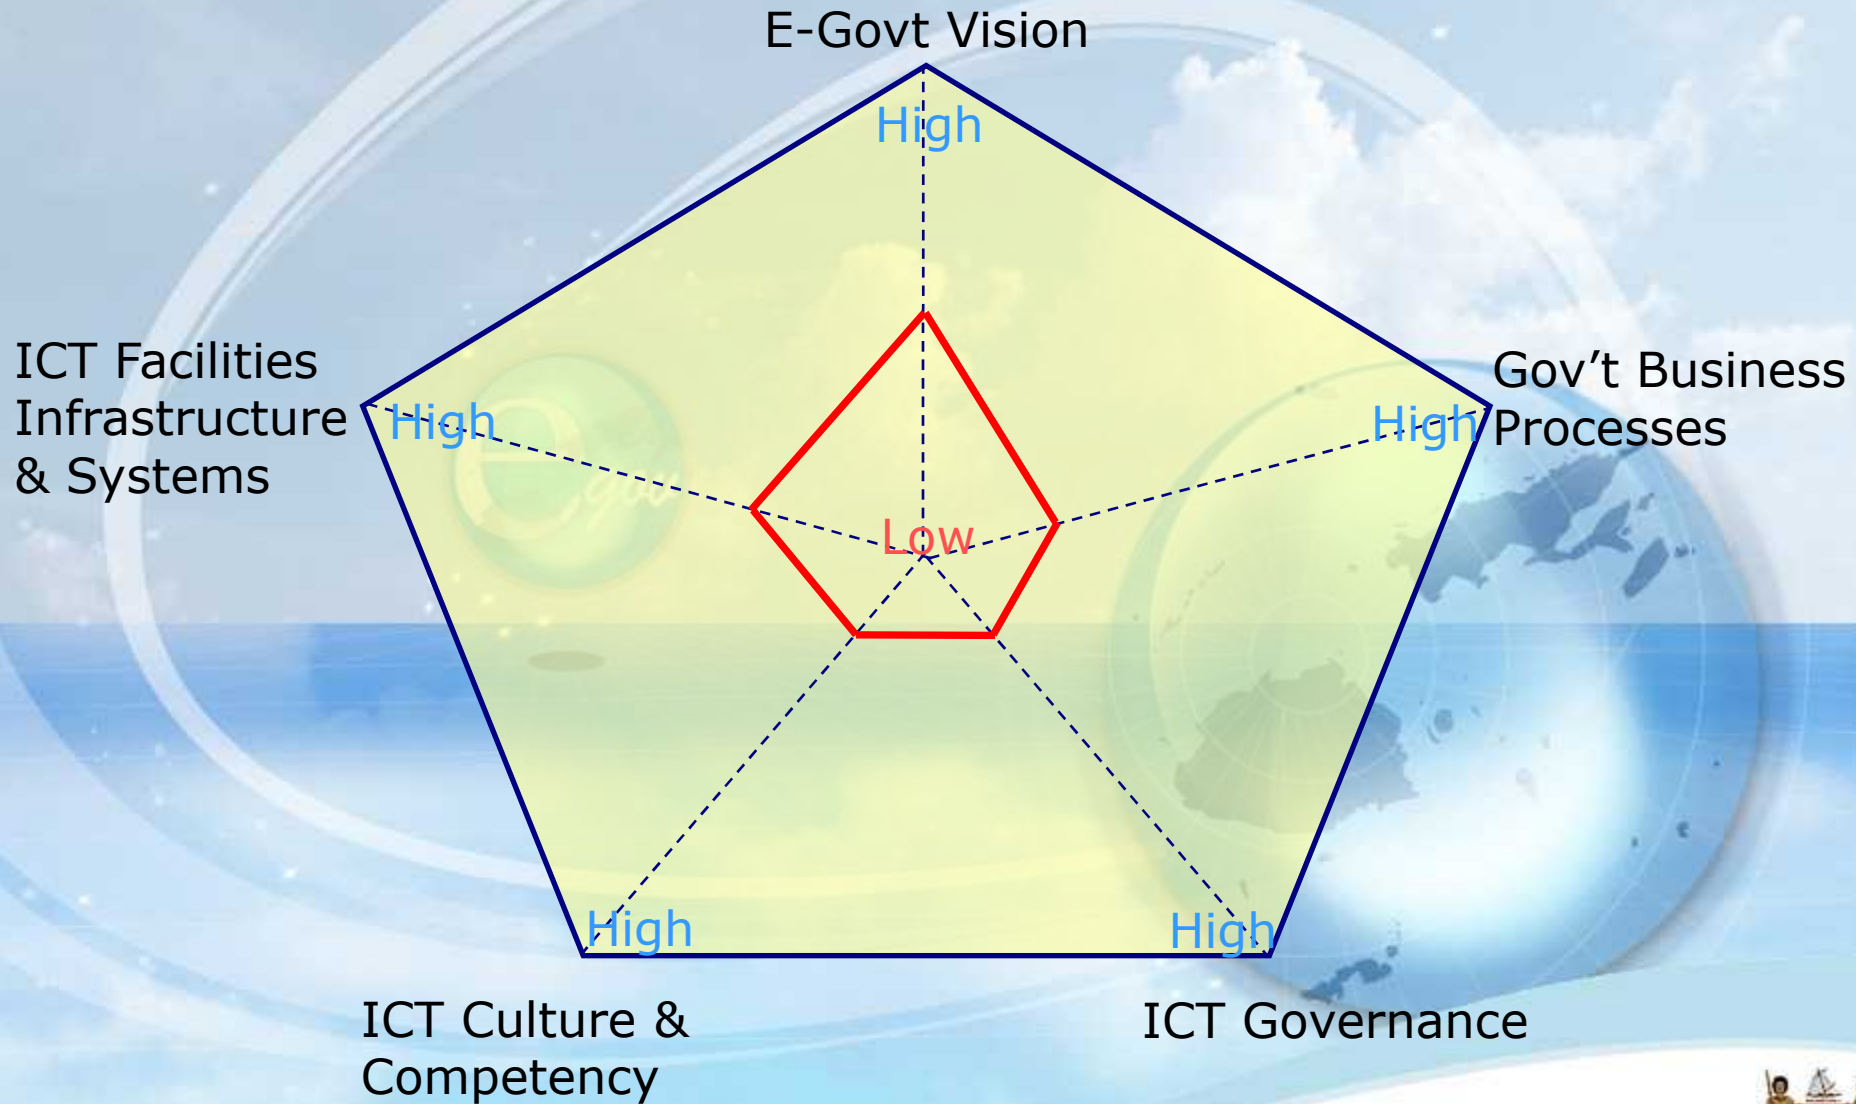 E-Govt Vision
High
ICT Facilities
Infrastructure
& Systems
High
High
Gov’t Business
Processes
e
gov
Low
High
High
ICT Culture &
Competency
ICT Governance